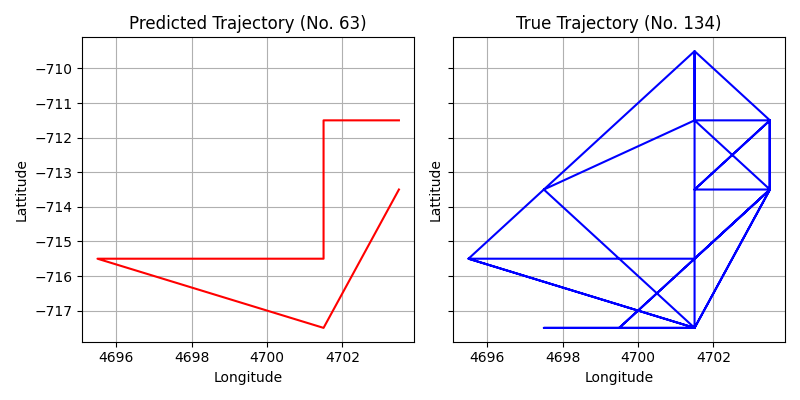 Predicted Trajectory (No. 63)
True Trajectory (No. 134)
Lattitude
−710
−711
−712
−713
−714
−715
−716
−717
4696
4698
4700
4702
Longitude
Lattitude
4696
4698
4700
4702
Longitude